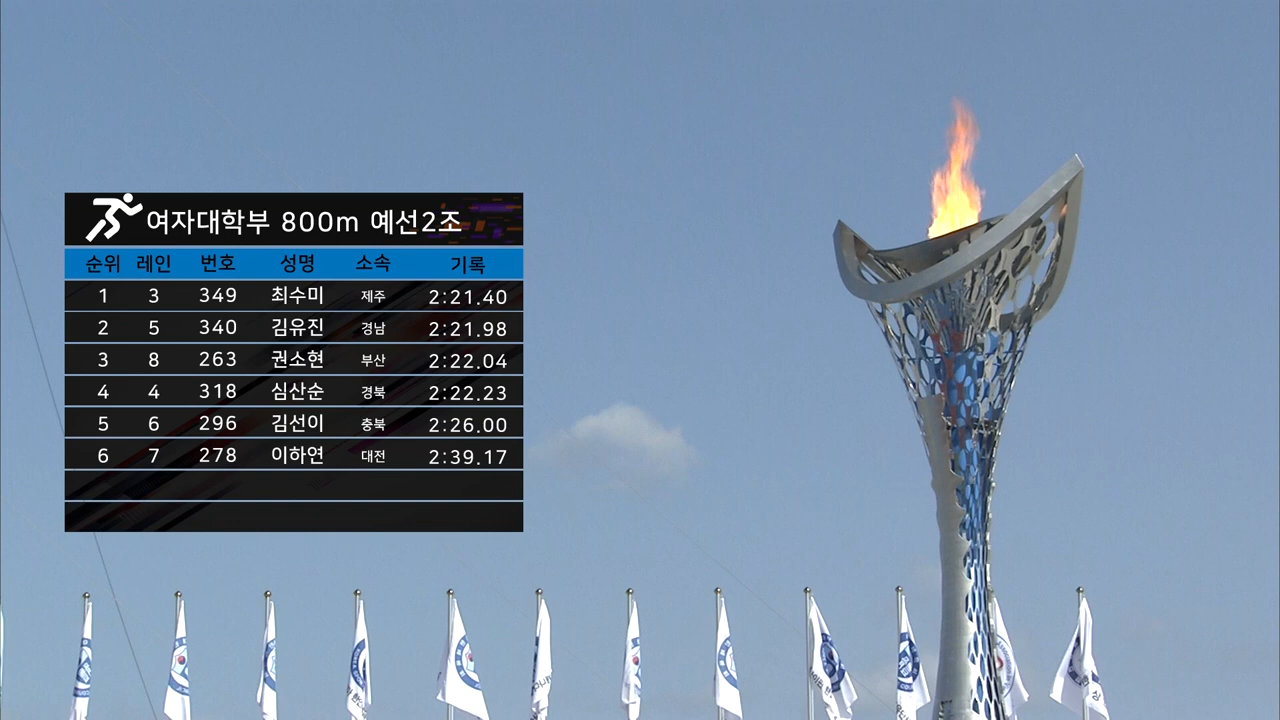 여자대학부 800m 예선2조
순위 레인 번호 성명 소속 기록
1 3 349 최수미 제주 2:21.40
2 5 340 김유진 경남 2:21.98
3 8 263 권소현 부산 2:22.04
4 4 318 심산순 경북 2:22.23
5 6 296 김선이 충북 2:26.00
6 7 278 이하연 대전 2:39.17